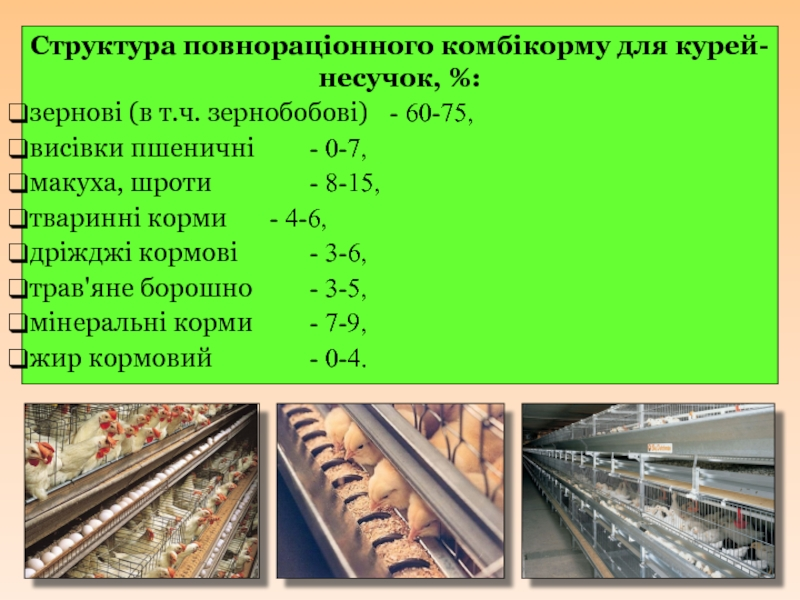 Структура повнораціонного комбікорму для курей-
несучок, %:
зернові (в т.ч. зернобобові) - 60-75,
висівки пшеничні - 0-7,
макуха, шроти - 8-15,
тваринні корми - 4-6,
дріжджі кормові - 3-6,
трав'яне борошно - 3-5,
мінеральні корми - 7-9,
жир кормовий - 0-4.